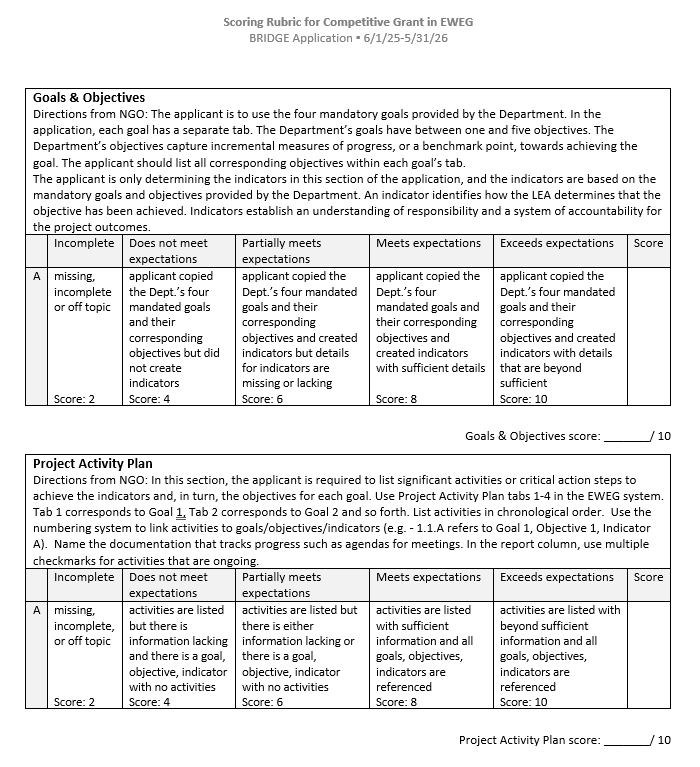 Scoring Rubric for Competitive Grant in EWEG
BRIDGE Application ▪ 6/1/25-5/31/26
Goals & Objectives
Directions from NGO: The applicant is to use the four mandatory goals provided by the Department. In the
application, each goal has a separate tab. The Department's goals have between one and five objectives. The
Department's objectives capture incremental measures of progress, or a benchmark point, towards achieving the
goal. The applicant should list all corresponding objectives within each goal's tab.
The applicant is only determining the indicators in this section of the application, and the indicators are based on the
mandatory goals and objectives provided by the Department. An indicator identifies how the LEA determines that the
objective has been achieved. Indicators establish an understanding of responsibility and a system of accountability for
the project outcomes.
Incomplete
Does not meet
expectations
Partially meets
expectations
Meets expectations
Exceeds expectations
Score
A
missing,
incomplete
or off topic
Score: 2
applicant copied
the Dept.'s four
mandated goals
and their
corresponding
objectives but did
not create
indicators
Score: 4
applicant copied the
Dept.'s four mandated
goals and their
corresponding
objectives and created
indicators but details
for indicators are
missing or lacking
Score: 6
applicant copied the
Dept.'s four
mandated goals and
their corresponding
objectives and
created indicators
with sufficient details
Score: 8
applicant copied the
Dept.'s four mandated
goals and their
corresponding
objectives and created
indicators with details
that are beyond
sufficient
Score: 10
Goals & Objectives score: _______/ 10
Project Activity Plan
Directions from NGO: In this section, the applicant is required to list significant activities or critical action steps to
achieve the indicators and, in turn, the objectives for each goal. Use Project Activity Plan tabs 1-4 in the EWEG system.
Tab 1 corresponds to Goal 1, Tab 2 corresponds to Goal 2 and so forth. List activities in chronological order.  Use the
numbering system to link activities to goals/objectives/indicators (e.g. - 1.1.A refers to Goal 1, Objective 1, Indicator
A).  Name the documentation that tracks progress such as agendas for meetings. In the report column, use multiple
checkmarks for activities that are ongoing.
Incomplete
Does not meet
expectations
Partially meets
expectations
Meets expectations
Exceeds expectations
Score
A
missing,
incomplete,
or off topic
Score: 2
activities are listed
but there is
information lacking
and there is a goal,
objective, indicator
with no activities
Score: 4
activities are listed but
there is either
information lacking or
there is a goal,
objective, indicator
with no activities
Score: 6
activities are listed
with sufficient
information and all
goals, objectives,
indicators are
referenced
Score: 8
activities are listed with
beyond sufficient
information and all
goals, objectives,
indicators are
referenced
Score: 10
Project Activity Plan score: _______/ 10